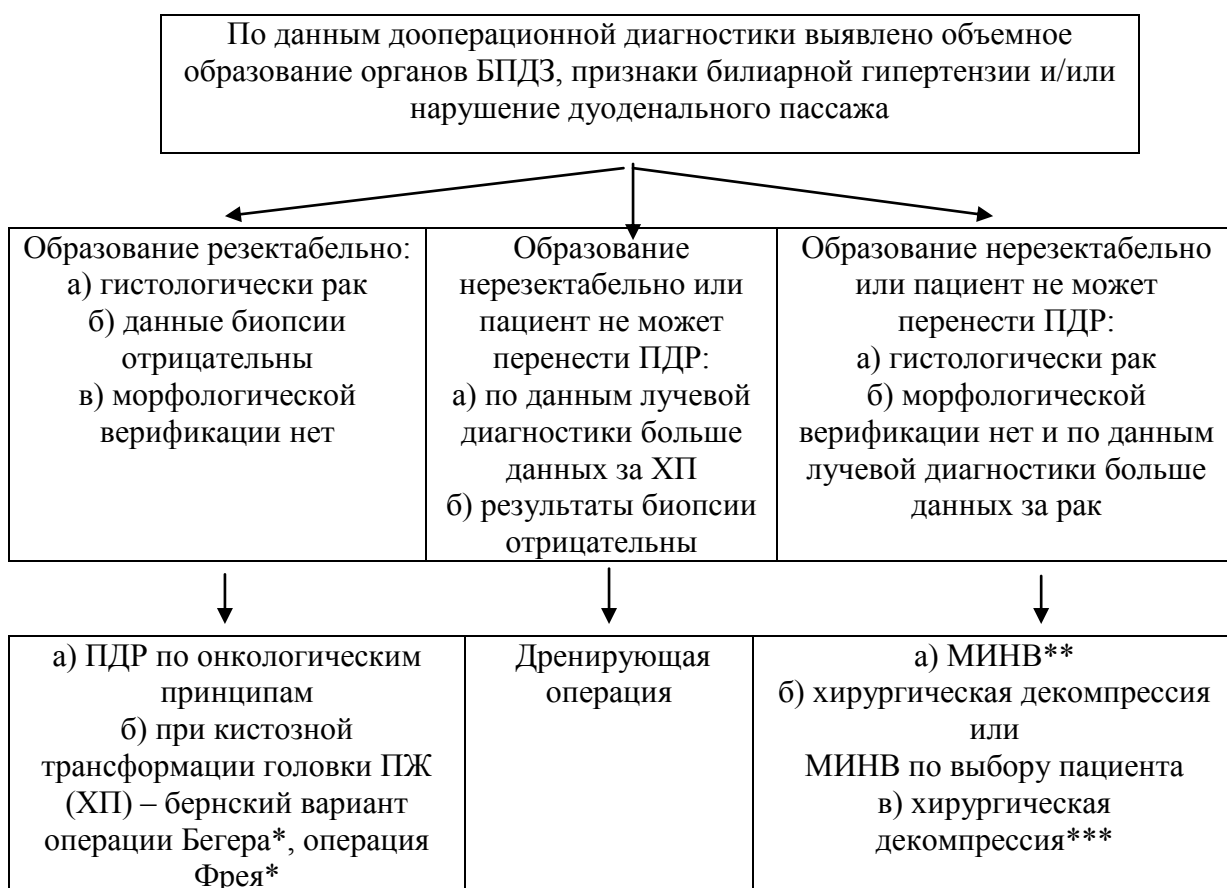 По данным дооперационной диагностики выявлено объемное
образование органов БПДЗ, признаки билиарной гипертензии и/или
нарушение дуоденального пассажа
Образование резектабельно:
а) гистологически рак
б) данные биопсии
отрицательны
в) морфологической
верификации нет
Образование
нерезектабельно или
пациент не может
перенести ПДР:
а) по данным лучевой
диагностики больше
данных за ХП
б) результаты биопсии
отрицательны
Образование нерезектабельно
или пациент не может
перенести ПДР:
а) гистологически рак
б) морфологической
верификации нет и по данным
лучевой диагностики больше
данных за рак
а) ПДР по онкологическим
принципам
б) при кистозной
трансформации головки ПЖ
(ХП) – бернский вариант
операции Бегера*, операция
Фрея*
Дренирующая
операция
а) МИНВ**
б) хирургическая декомпрессия
или
МИНВ по выбору пациента
в) хирургическая
декомпрессия***